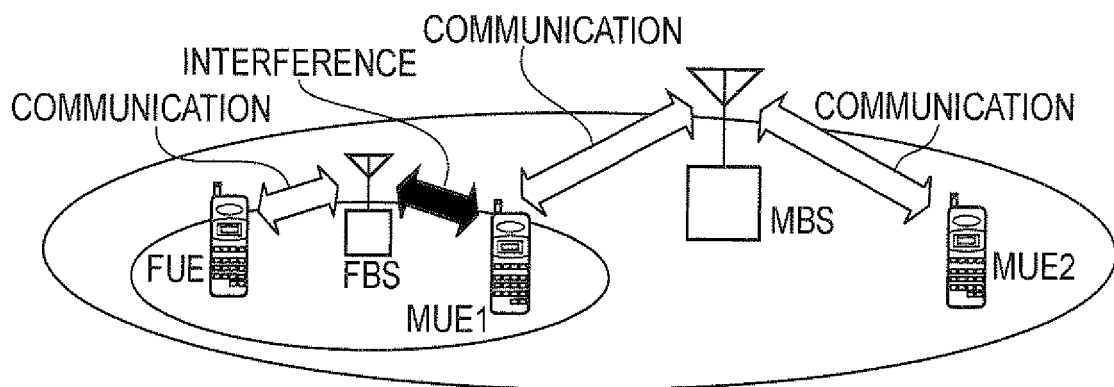 COMMUNICATION
INTERFERENCE
COMMUNICATION
COMMUNICATION
FUE
FBS
MUE1
MBS
MUE2